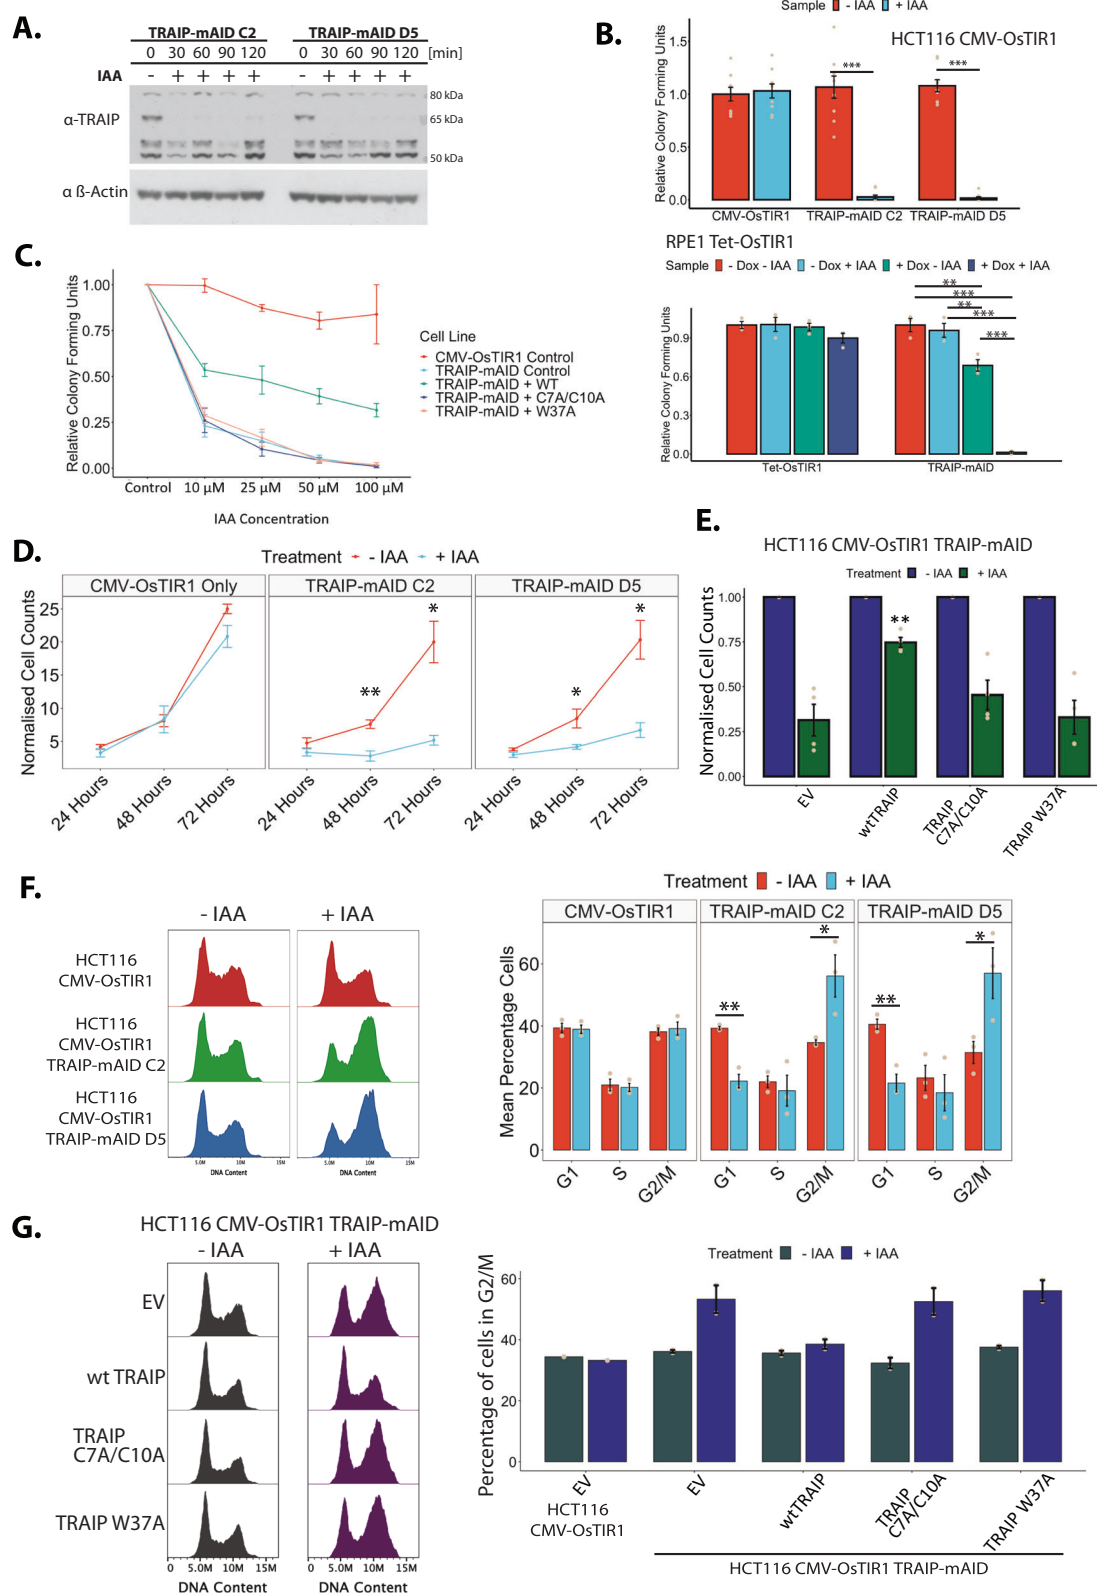 A.
TRAIP-mAID C2 TRAIP-mAID D5
0 30 60 90 120 0 30 60 90 120 [min]
IAA - + + + + - + + + +
α-TRAIP
80 kDa
65 kDa
50 kDa
α ß-Actin
B.
Sample - IAA + IAA
HCT116 CMV-OsTIR1
Relative Colony Forming Units
1.5
1.0
0.5
0.0
*** ***
CMV-OsTIR1 TRAIP-mAID C2 TRAIP-mAID D5
RPE1 Tet-OsTIR1
Sample - Dox - IAA - Dox + IAA + Dox - IAA + Dox + IAA
**
***
**
***
***
Relative Colony Forming Units
0.9
0.6
0.3
0.0
Tet-OsTIR1 TRAIP-mAID
C.
Relative Colony Forming Units
1.00
0.75
0.50
0.25
0.00
Control 10 µM 25 µM 50 µM 100 µM
IAA Concentration
Cell Line
CMV-OsTIR1 Control
TRAIP-mAID Control
TRAIP-mAID + WT
TRAIP-mAID + C7A/C10A
TRAIP-mAID + W37A
D.
Treatment - IAA + IAA
CMV-OsTIR1 Only TRAIP-mAID C2 TRAIP-mAID D5
Normalised Cell Counts
25
20
15
10
5
** * * *
24 Hours 48 Hours 72 Hours 24 Hours 48 Hours 72 Hours 24 Hours 48 Hours 72 Hours
E.
HCT116 CMV-OsTIR1 TRAIP-mAID
Treatment - IAA + IAA
Normalised Cell Counts
1.00
0.75
0.50
0.25
0.00
**
EV wtTRAIP TRAIP C7A/C10A TRAIP W37A
F.
- IAA + IAA
HCT116
CMV-OsTIR1
HCT116
CMV-OsTIR1
TRAIP-mAID C2
HCT116
CMV-OsTIR1
TRAIP-mAID D5
5.0M 10M 15M 5.0M 10M 15M
DNA Content DNA Content
Treatment - IAA + IAA
CMV-OsTIR1 TRAIP-mAID C2 TRAIP-mAID D5
Mean Percentage Cells
60
40
20
0
** * ** *
G1 S G2/M G1 S G2/M G1 S G2/M
G.
HCT116 CMV-OsTIR1 TRAIP-mAID
- IAA + IAA
EV
wt TRAIP
TRAIP
C7A/C10A
TRAIP W37A
0 5.0M 10M 15M 0 5.0M 10M 15M
DNA Content DNA Content
Treatment - IAA + IAA
Percentage of cells in G2/M
60
40
20
0
EV EV wtTRAIP TRAIP C7A/C10A TRAIP W37A
HCT116
CMV-OsTIR1
HCT116 CMV-OsTIR1 TRAIP-mAID